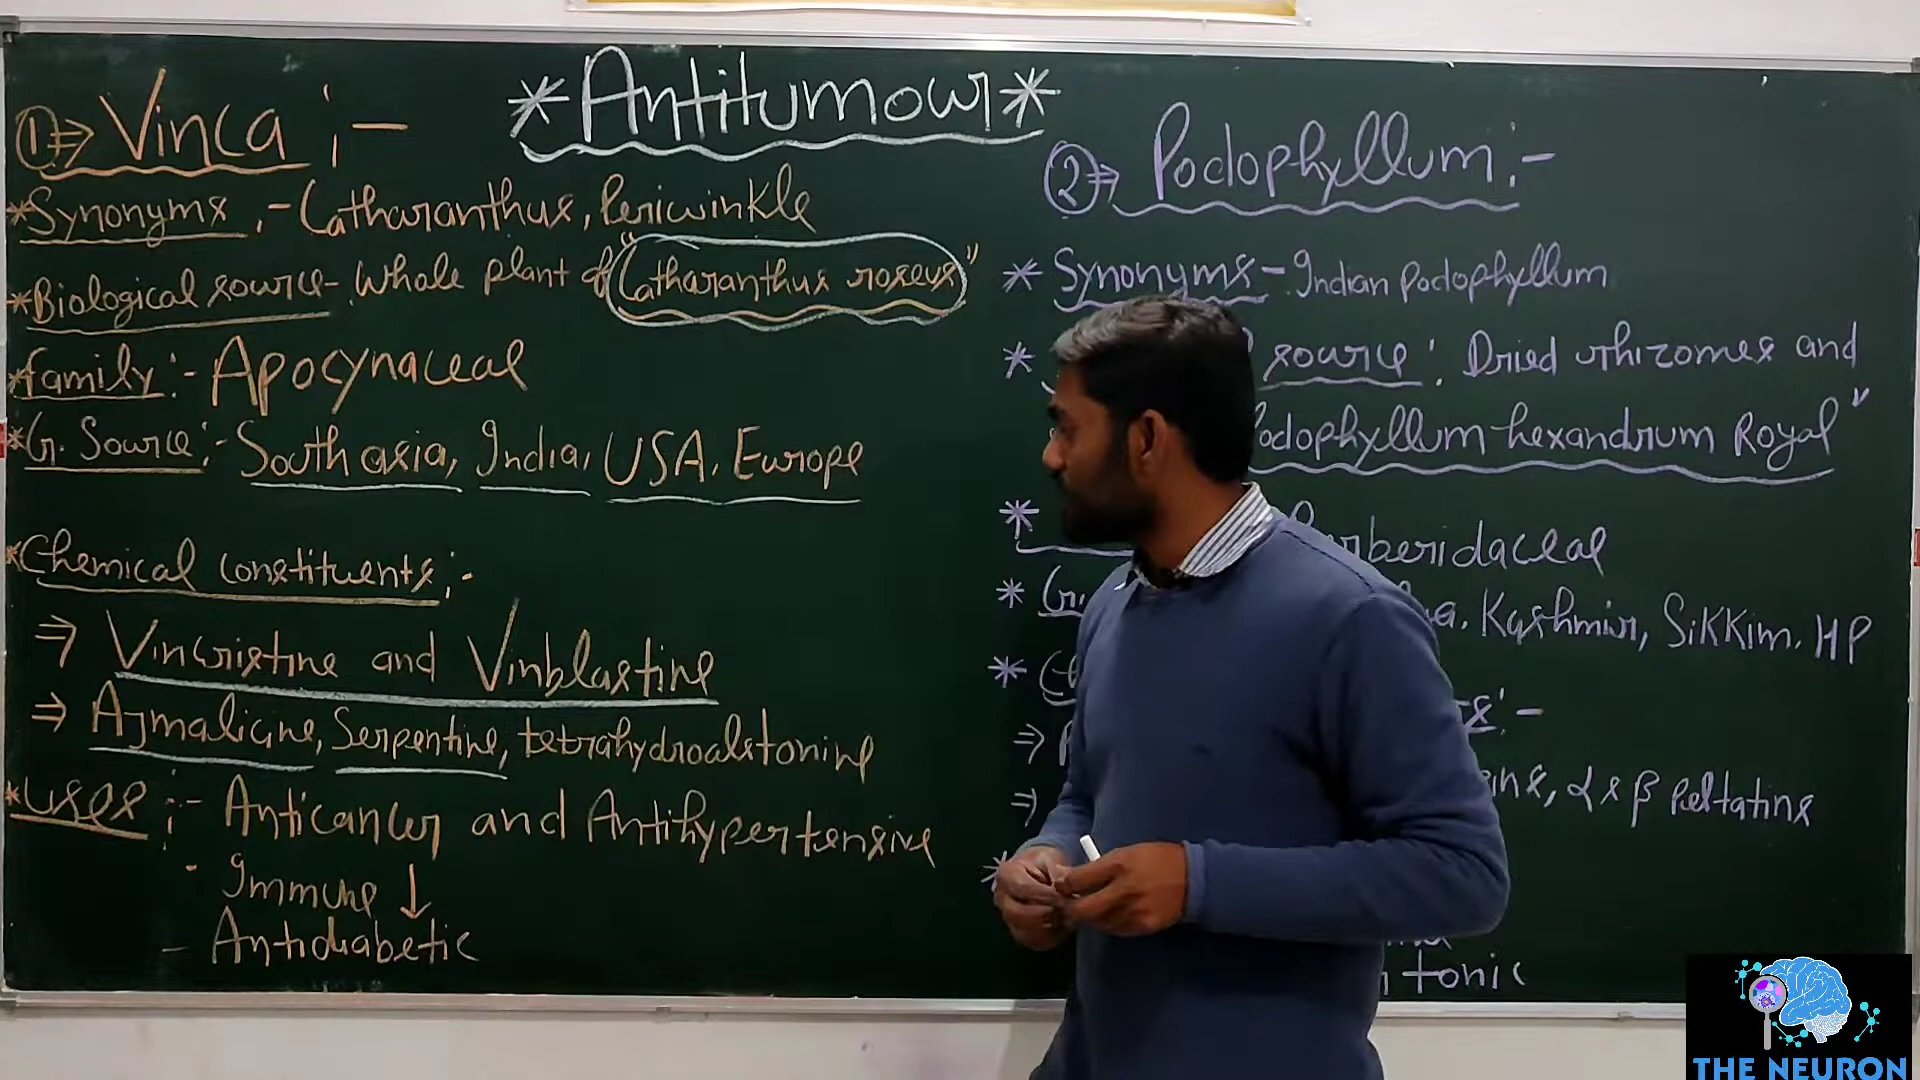 * Antitumour *
① ⇒ Vinca :-
* Synonyms :- Catharanthus, Periwinkle
* Biological source - Whole plant of "Catharanthus roseus"
* family :- Apocynaceae
* G. Source :- South asia, India, USA, Europe
* Chemical constituents :-
⇒ Vincristine and Vinblastine
⇒ Ajmalicine, Serpentine, tetrahydroalstonine
* uses :- Anticancer and Antihypertensive
- Immune ↓
- Antidiabetic
② ⇒ Podophyllum :-
* Synonyms - Indian podophyllum
* source : Dried rhizomes and
Podophyllum hexandrum Royal"
* Berberidaceae
* G. Kashmir, Sikkim, HP
*
⇒
⇒ α & β Peltatins
*
tonic
THE NEURON